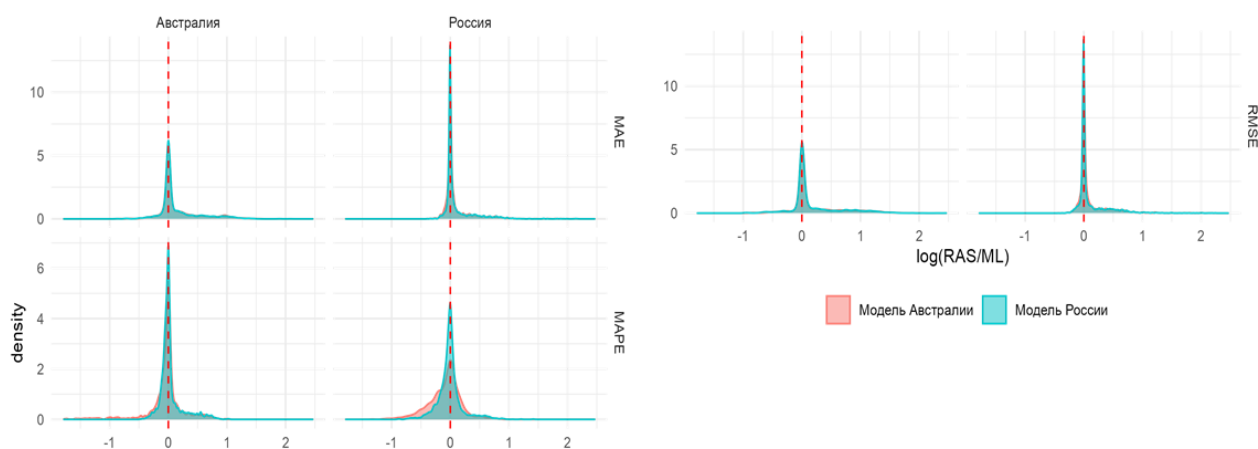 Австралия Россия
10
5
0
MAE
6
4
2
0
MAPE
density
-1 0 1 2 -1 0 1 2
10
5
0
RMSE
-1 0 1 2 -1 0 1 2
log(RAS/ML)
Модель Австралии Модель России